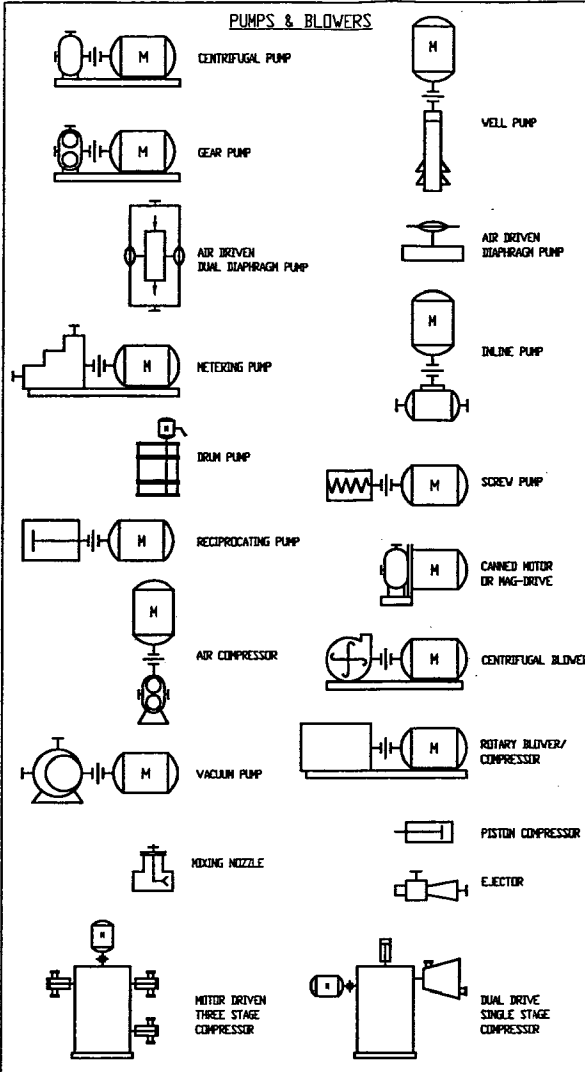 PUMPS & BLOWERS
M
CENTRIFUGAL PUMP
M
WELL PUMP
M
GEAR PUMP
AIR DRIVEN
DUAL DIAPHRAGM PUMP
AIR DRIVEN
DIAPHRAGM PUMP
M
METERING PUMP
M
INLINE PUMP
M
DRUM PUMP
M
SCREW PUMP
M
RECIPROCATING PUMP
M
CANNED MOTOR
OR MAG-DRIVE
M
AIR COMPRESSOR
M
CENTRIFUGAL BLOWE
M
VACUUM PUMP
M
ROTARY BLOWER/
COMPRESSOR
PISTON COMPRESSOR
MIXING NOZZLE
EJECTOR
M
MOTOR DRIVEN
THREE STAGE
COMPRESSOR
M
DUAL DRIVE
SINGLE STAGE
COMPRESSOR